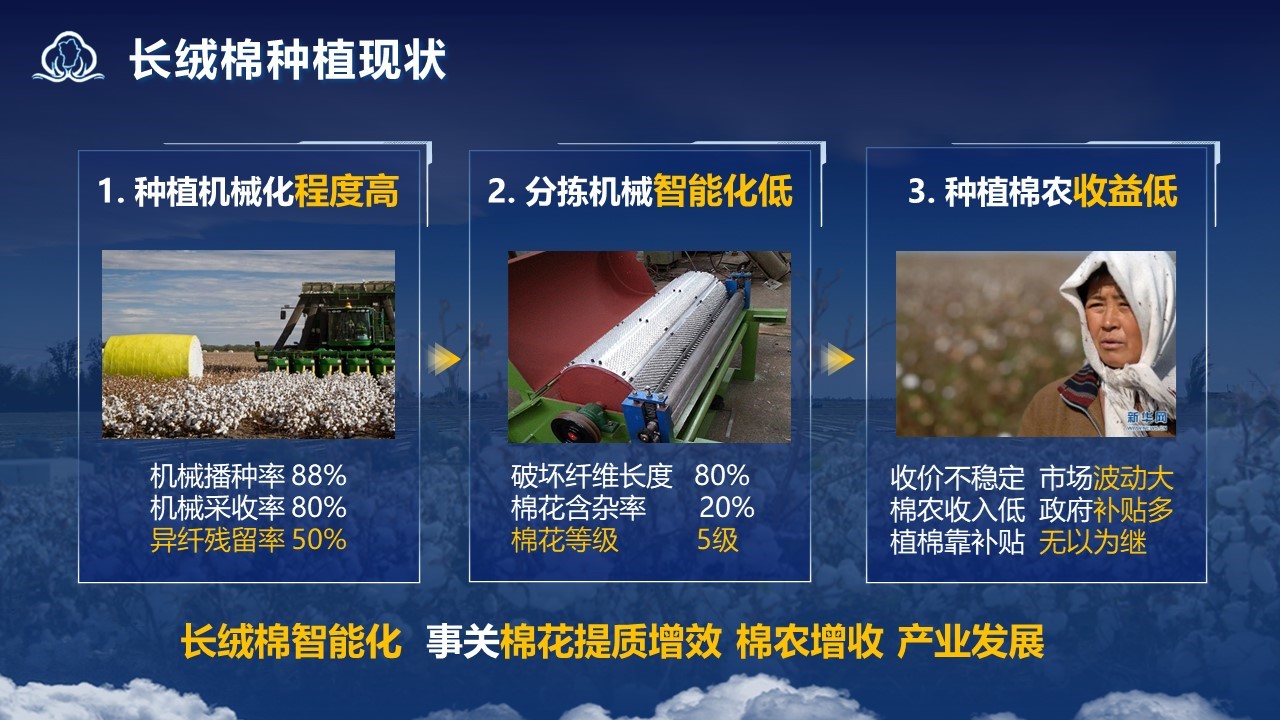 长绒棉种植现状
1. 种植机械化程度高
机械播种率 88%
机械采收率 80%
异纤残留率 50%
2. 分拣机械智能化低
破坏纤维长度 80%
棉花含杂率 20%
棉花等级 5级
3. 种植棉农收益低
新华网
WWW.NEWS.CN
收价不稳定 市场波动大
棉农收入低 政府补贴多
植棉靠补贴 无以为继
长绒棉智能化 事关棉花提质增效 棉农增收 产业发展